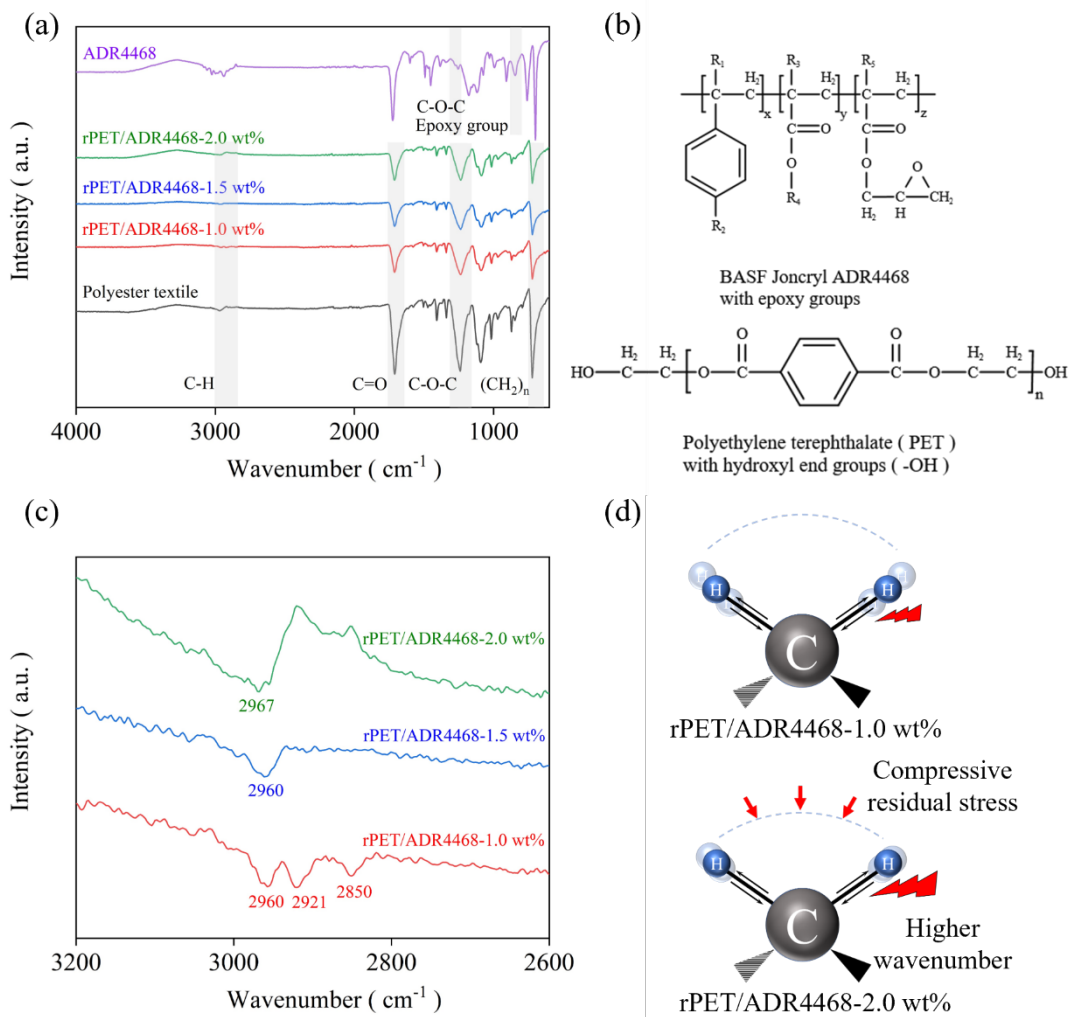 (a)
ADR4468
C-O-C
Epoxy group
rPET/ADR4468-2.0 wt%
rPET/ADR4468-1.5 wt%
rPET/ADR4468-1.0 wt%
Polyester textile
C-H
C=O
C-O-C
(CH₂)ₙ
4000
3000
2000
1000
Wavenumber ( cm⁻¹ )
Intensity ( a.u. )
(b)
R₁ H₂ R₃ H₂ R₅ H₂
C C C C C C
x y z
C O C O
O O
R₂ R₄ C H₂ C H O CH₂
BASF Joncryl ADR4468
with epoxy groups
H₂ H₂ O O H₂ H₂
HO C C O C C O C C OH
n
Polyethylene terephthalate ( PET )
with hydroxyl end groups ( -OH )
(c)
rPET/ADR4468-2.0 wt%
2967
rPET/ADR4468-1.5 wt%
2960
rPET/ADR4468-1.0 wt%
2960
2921
2850
3200
3000
2800
2600
Wavenumber ( cm⁻¹ )
Intensity ( a.u. )
(d)
H H
C
rPET/ADR4468-1.0 wt%
Compressive
residual stress
H H
C
Higher
wavenumber
rPET/ADR4468-2.0 wt%